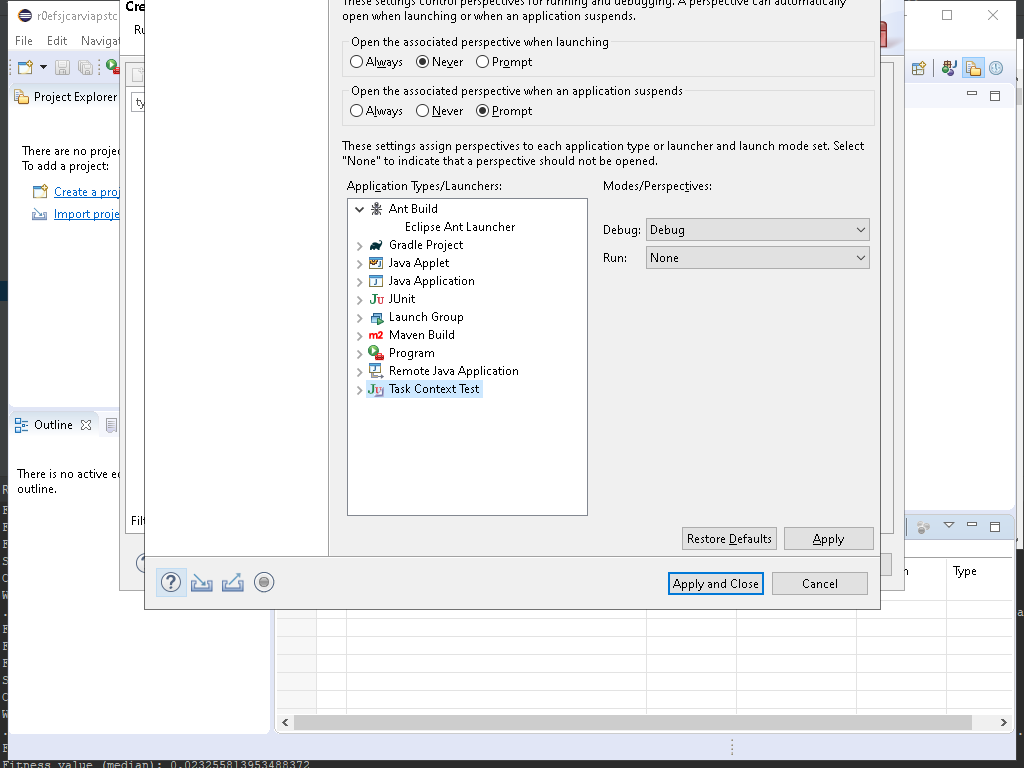 r0efsjcarviapstc
Cre
File Edit Navigat
Ru
These settings control perspectives for running and debugging. A perspective can automatically
open when launching or when an application suspends.
Open the associated perspective when launching
Always Never Prompt
Open the associated perspective when an application suspends
Always Never Prompt
These settings assign perspectives to each application type or launcher and launch mode set. Select
"None" to indicate that a perspective should not be opened.
Application Types/Launchers:
Modes/Perspectives:
Ant Build
Eclipse Ant Launcher
Gradle Project
Java Applet
Java Application
JUnit
Launch Group
Maven Build
Program
Remote Java Application
Task Context Test
Debug: Debug
Run: None
Restore Defaults Apply
Apply and Close Cancel
Project Explorer
ty
There are no projec
To add a project:
Create a proj
Import proje
Outline
There is no active ed
outline.
Filt
n Type
Fitness value (median): 0.023255813953488372